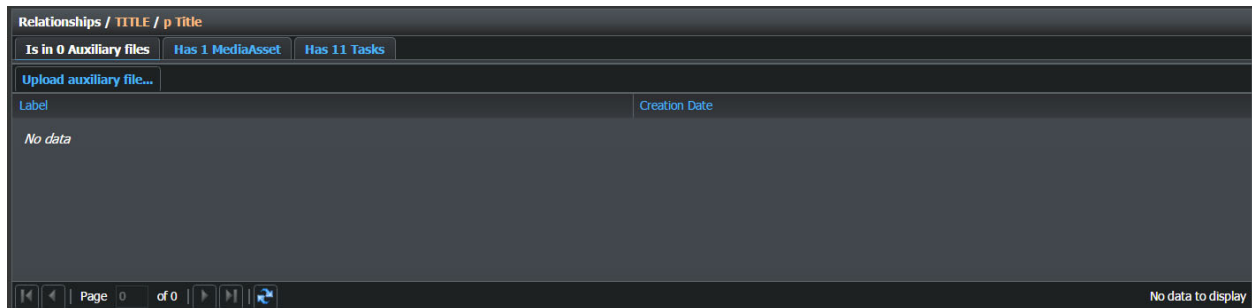 Relationships / TITLE / p Title
Is in 0 Auxiliary files Has 1 MediaAsset Has 11 Tasks
Upload auxiliary file...
Label Creation Date
No data
Page 0 of 0 No data to display